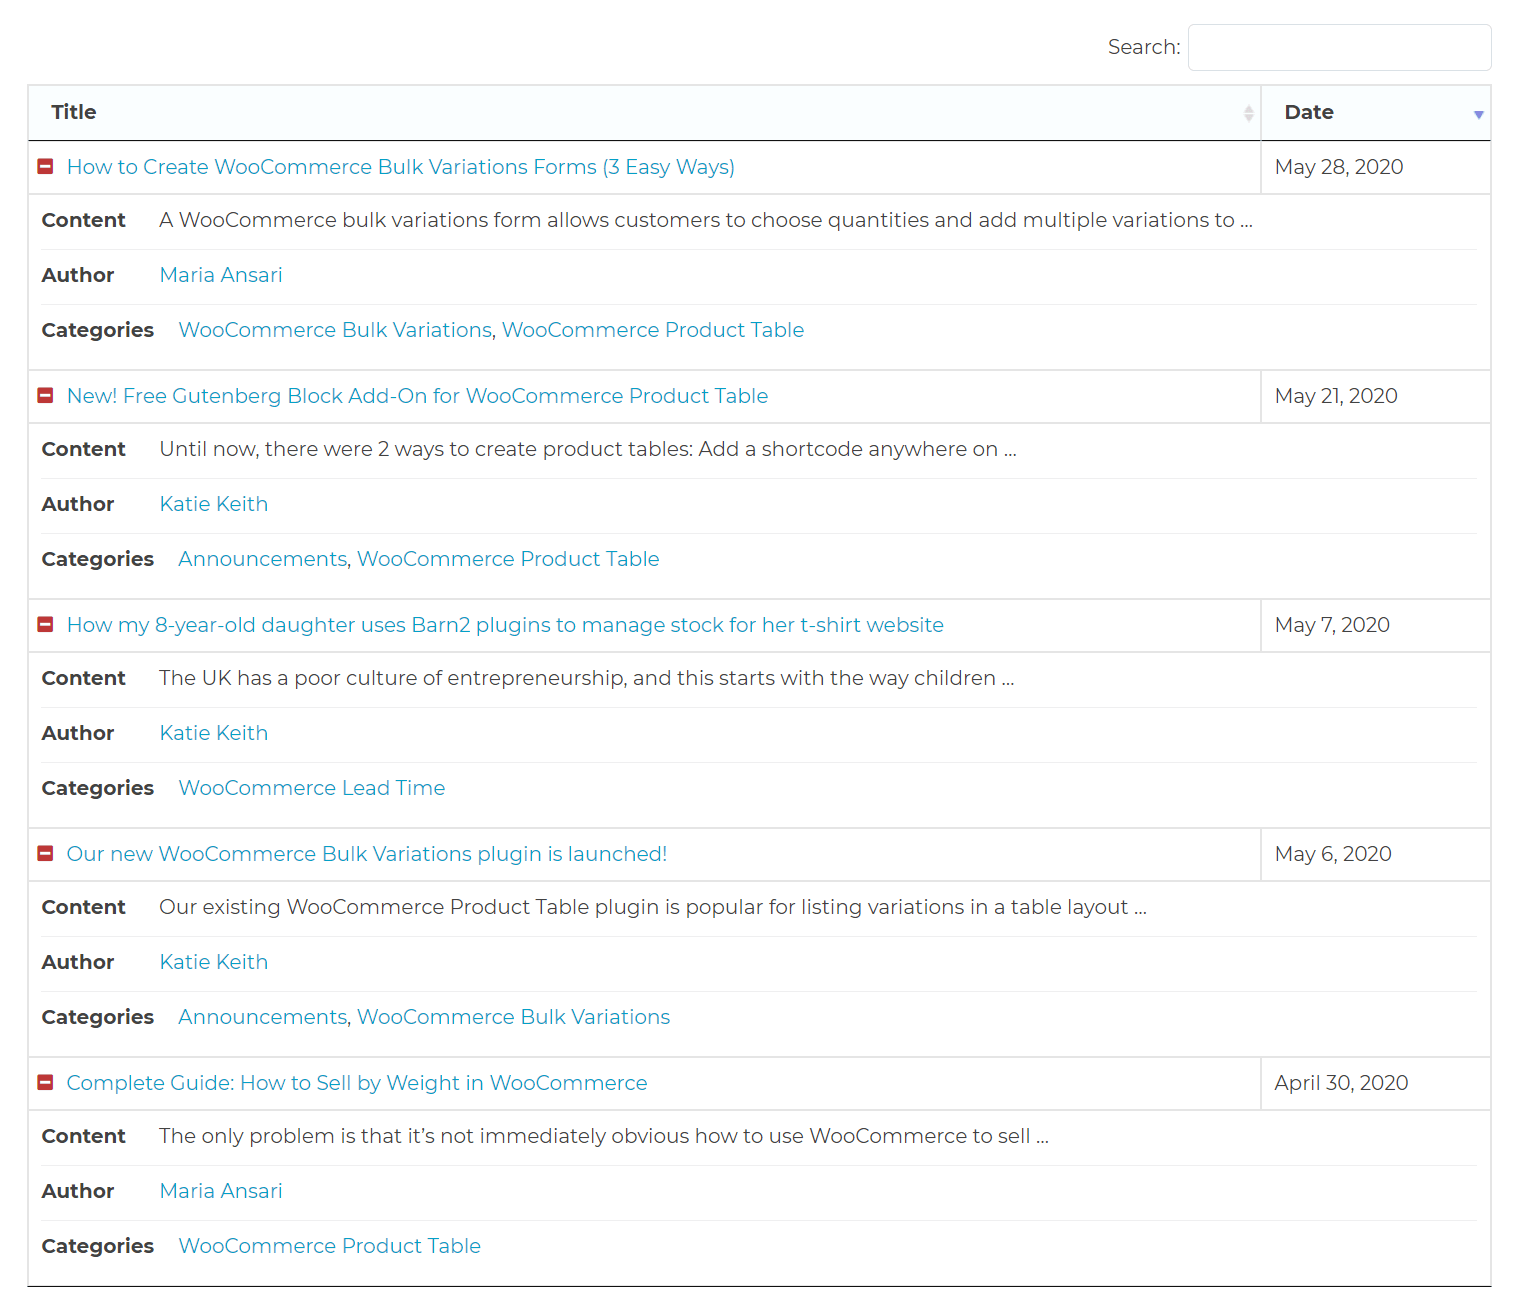 Search:
Title Date
How to Create WooCommerce Bulk Variations Forms (3 Easy Ways) May 28, 2020
Content A WooCommerce bulk variations form allows customers to choose quantities and add multiple variations to ...
Author Maria Ansari
Categories WooCommerce Bulk Variations, WooCommerce Product Table
New! Free Gutenberg Block Add-On for WooCommerce Product Table May 21, 2020
Content Until now, there were 2 ways to create product tables: Add a shortcode anywhere on ...
Author Katie Keith
Categories Announcements, WooCommerce Product Table
How my 8-year-old daughter uses Barn2 plugins to manage stock for her t-shirt website May 7, 2020
Content The UK has a poor culture of entrepreneurship, and this starts with the way children ...
Author Katie Keith
Categories WooCommerce Lead Time
Our new WooCommerce Bulk Variations plugin is launched! May 6, 2020
Content Our existing WooCommerce Product Table plugin is popular for listing variations in a table layout ...
Author Katie Keith
Categories Announcements, WooCommerce Bulk Variations
Complete Guide: How to Sell by Weight in WooCommerce April 30, 2020
Content The only problem is that it’s not immediately obvious how to use WooCommerce to sell ...
Author Maria Ansari
Categories WooCommerce Product Table